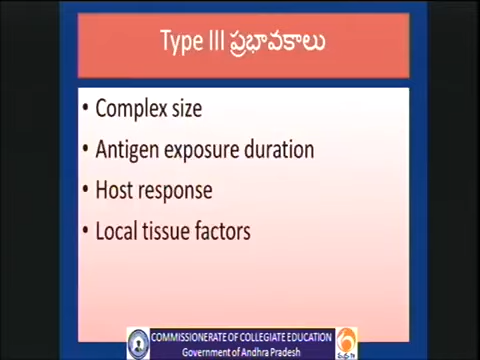 Type III ప్రభావకాలు
• Complex size
• Antigen exposure duration
• Host response
• Local tissue factors
COMMISSIONERATE OF COLLEGIATE EDUCATION
Government of Andhra Pradesh